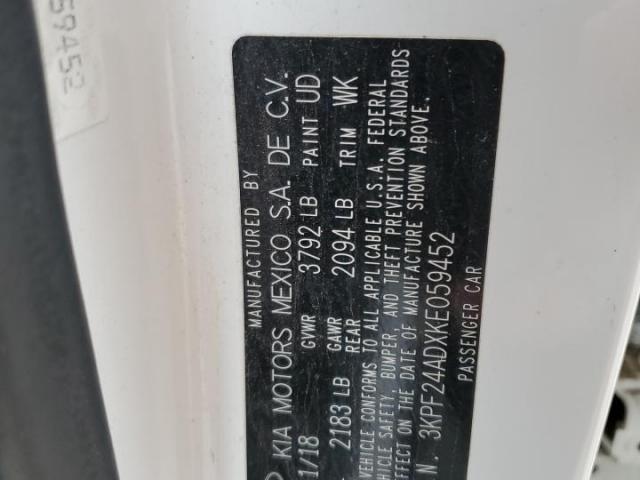 59452
MANUFACTURED BY
KIA MOTORS MEXICO S.A. DE C.V.
1/18 GVWR 3792 LB PAINT UD
2183 LB GAWR REAR 2094 LB TRIM WK
VEHICLE CONFORMS TO ALL APPLICABLE U.S.A. FEDERAL
HICLE SAFETY, BUMPER, AND THEFT PREVENTION STANDARDS
EFFECT ON THE DATE OF MANUFACTURE SHOWN ABOVE.
N. 3KPF24ADXKE059452
PASSENGER CAR